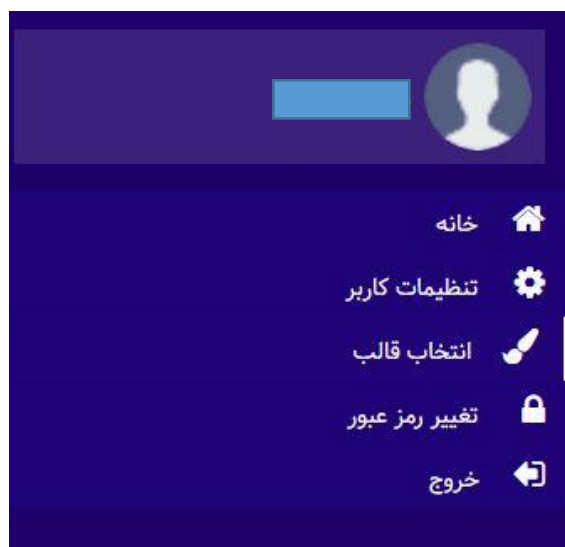 خانه
تنظیمات کاربر
انتخاب قالب
تغییر رمز عبور
خروج